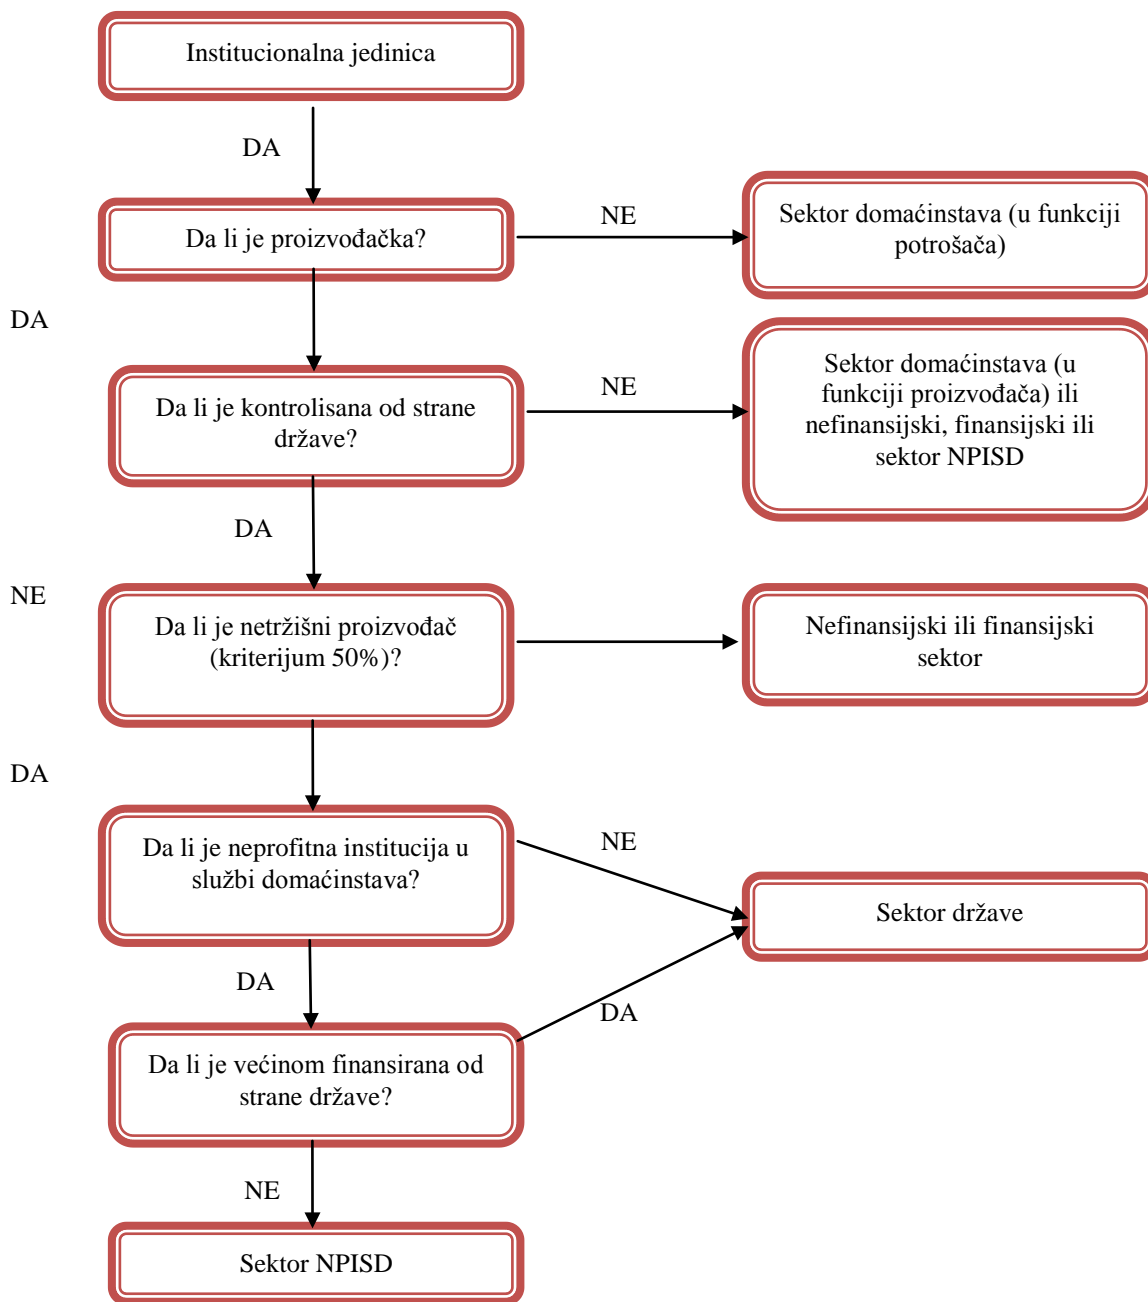 Institucionalna jedinica
DA
Da li je proizvođačka?
NE
Sektor domaćinstava (u funkciji
potrošača)
DA
Da li je kontrolisana od strane
države?
NE
Sektor domaćinstava (u
funkciji proizvođača) ili
nefinansijski, finansijski ili
sektor NPISD
DA
NE
Da li je netržišni proizvođač
(kriterijum 50%)?
Nefinansijski ili finansijski
sektor
DA
Da li je neprofitna institucija u
službi domaćinstava?
NE
Sektor države
DA
DA
Da li je većinom finansirana od
strane države?
NE
Sektor NPISD